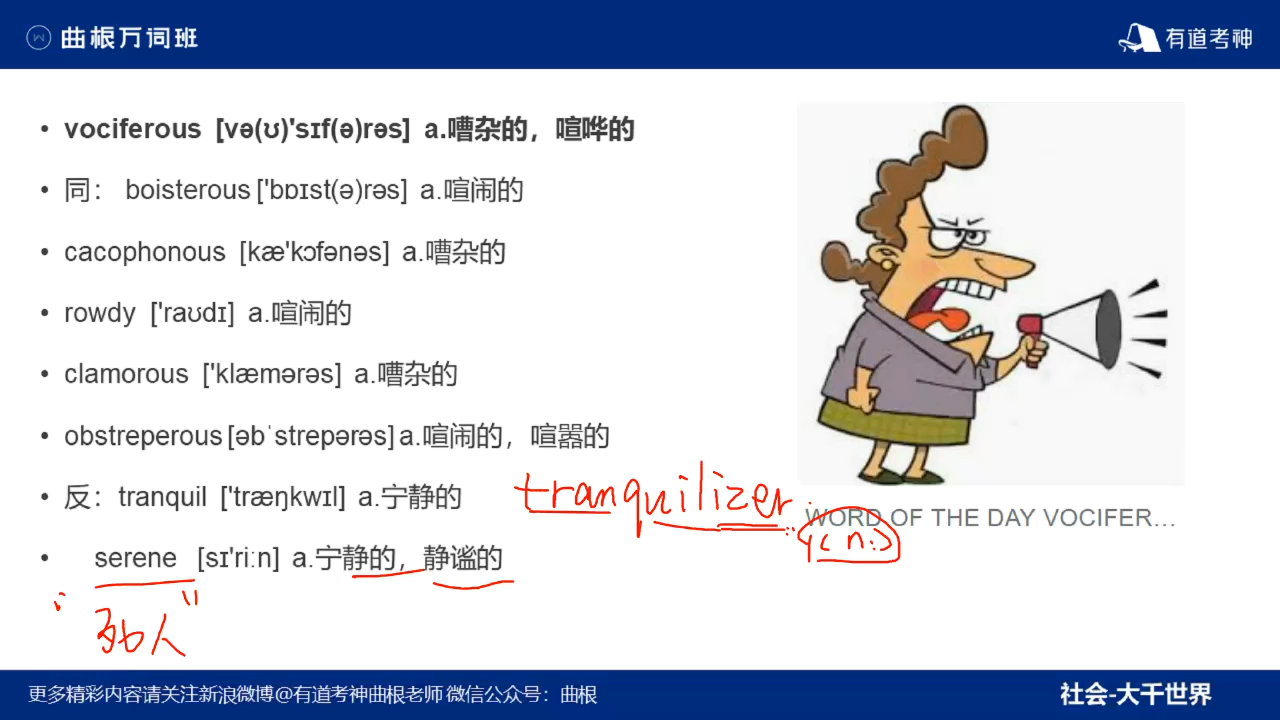 曲根万词班
有道考神
• vociferous [və(ʊ)'sɪf(ə)rəs] a.嘈杂的，喧哗的
• 同： boisterous ['bɒɪst(ə)rəs] a.喧闹的
• cacophonous [kæ'kɔfənəs] a.嘈杂的
• rowdy ['raʊdɪ] a.喧闹的
• clamorous ['klæmərəs] a.嘈杂的
• obstreperous [əbˈstrepərəs] a.喧闹的，喧嚣的
• 反：tranquil ['træŋkwɪl] a.宁静的
tranquilizer
(n.)
WORD OF THE DAY VOCIFER...
• serene [sɪ'riːn] a.宁静的，静谧的
更多精彩内容请关注新浪微博@有道考神曲根老师 微信公众号：曲根
社会-大千世界